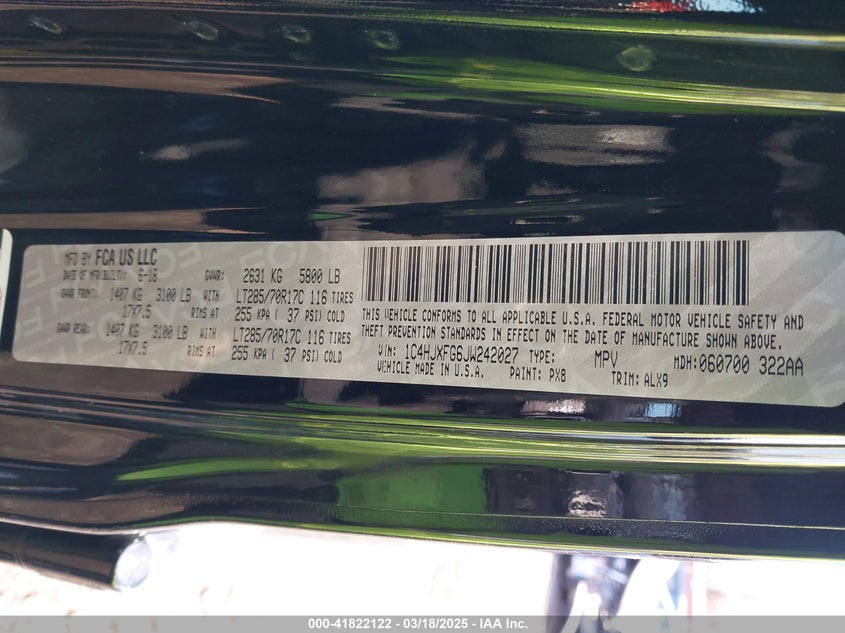 MFD BY FCA US LLC
DATE OF MFR/BUILT: 6-18 GVWR: 2631 KG 5800 LB
GAWR FRONT: 1407 KG 3100 LB WITH LT285/70R17C 116 TIRES
17X7.5 RIMS AT 255 KPA ( 37 PSI) COLD
GAWR REAR: 1407 KG 3100 LB WITH LT285/70R17C 116 TIRES
17X7.5 RIMS AT 255 KPA ( 37 PSI) COLD
THIS VEHICLE CONFORMS TO ALL APPLICABLE U.S.A. FEDERAL MOTOR VEHICLE SAFETY AND
THEFT PREVENTION STANDARDS IN EFFECT ON THE DATE OF MANUFACTURE SHOWN ABOVE.
VIN: 1C4HJXFG6JW242027 TYPE: MPV MDH: 060700 322AA
VEHICLE MADE IN U.S.A. PAINT: PX8 TRIM: ALX9
000-41822122 — 03/18/2025 — IAA Inc.